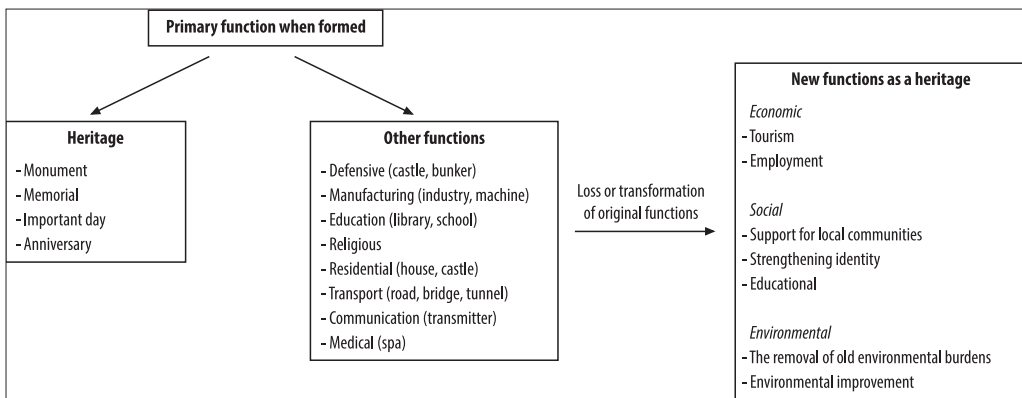 Primary function when formed
Heritage
- Monument
- Memorial
- Important day
- Anniversary
Other functions
- Defensive (castle, bunker)
- Manufacturing (industry, machine)
- Education (library, school)
- Religious
- Residential (house, castle)
- Transport (road, bridge, tunnel)
- Communication (transmitter)
- Medical (spa)
Loss or transformation
of original functions
New functions as a heritage
Economic
- Tourism
- Employment
Social
- Support for local communities
- Strengthening identity
- Educational
Environmental
- The removal of old environmental burdens
- Environmental improvement